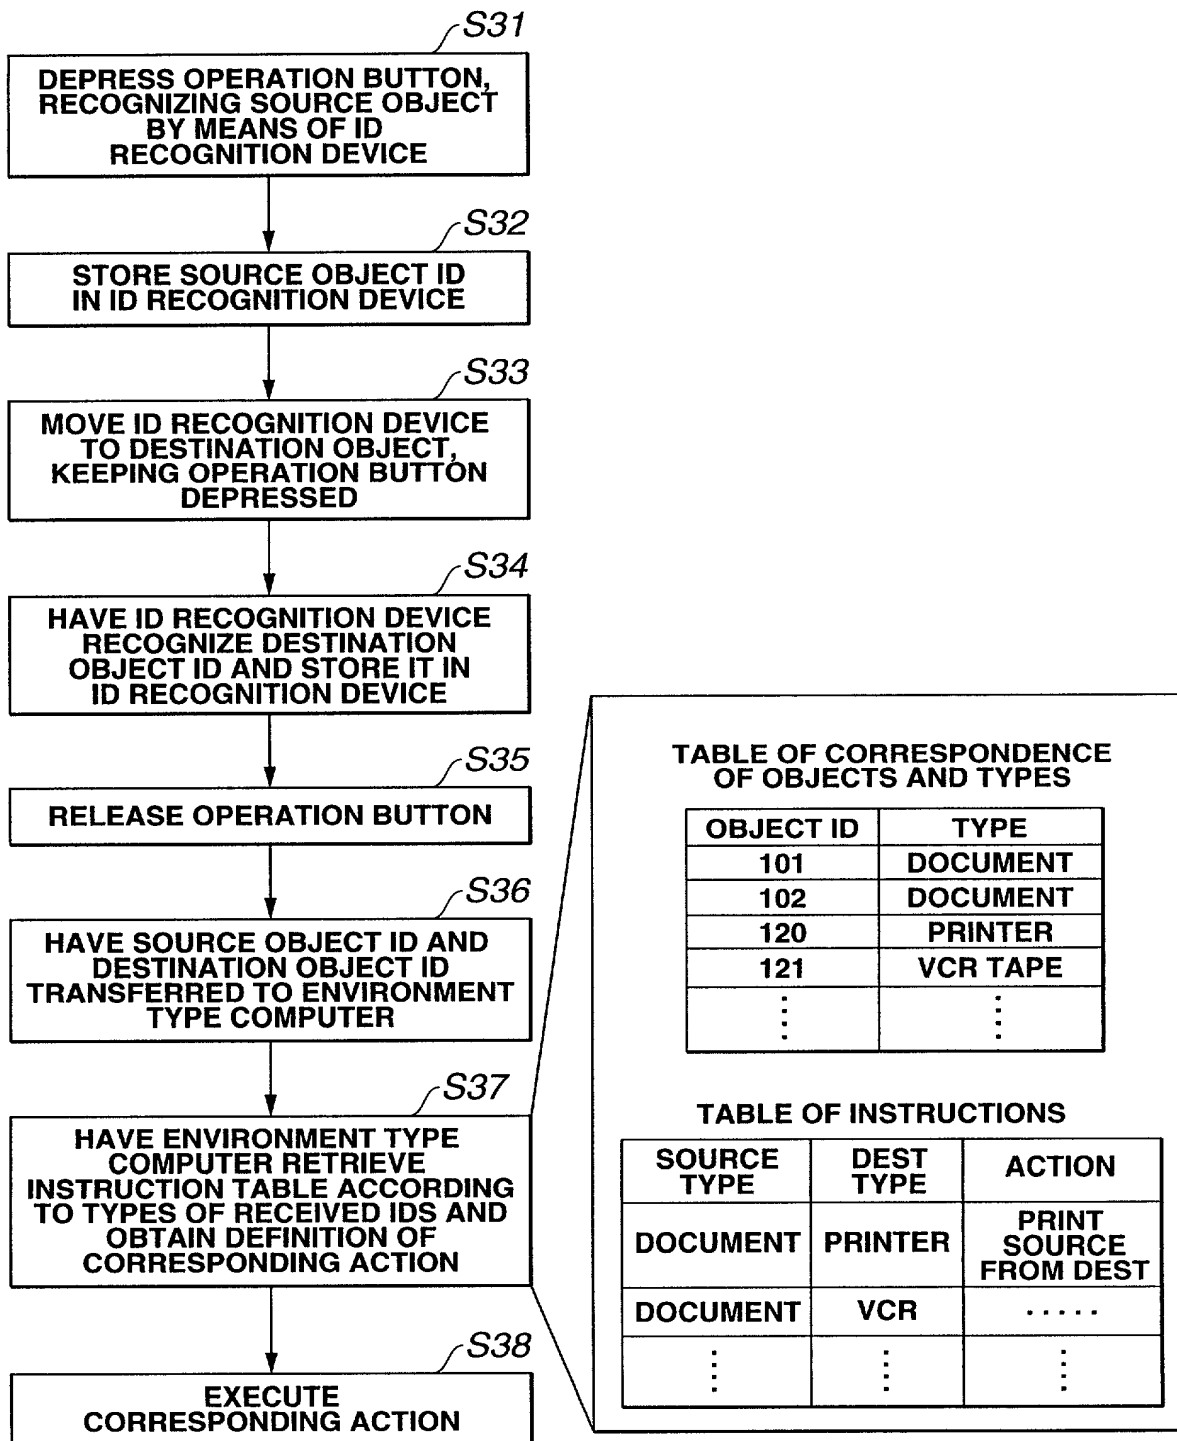 S31
DEPRESS OPERATION BUTTON,
RECOGNIZING SOURCE OBJECT
BY MEANS OF ID
RECOGNITION DEVICE
S32
STORE SOURCE OBJECT ID
IN ID RECOGNITION DEVICE
S33
MOVE ID RECOGNITION DEVICE
TO DESTINATION OBJECT,
KEEPING OPERATION BUTTON
DEPRESSED
S34
HAVE ID RECOGNITION DEVICE
RECOGNIZE DESTINATION
OBJECT ID AND STORE IT IN
ID RECOGNITION DEVICE
S35
RELEASE OPERATION BUTTON
S36
HAVE SOURCE OBJECT ID AND
DESTINATION OBJECT ID
TRANSFERRED TO ENVIRONMENT
TYPE COMPUTER
S37
HAVE ENVIRONMENT TYPE
COMPUTER RETRIEVE
INSTRUCTION TABLE ACCORDING
TO TYPES OF RECEIVED IDS AND
OBTAIN DEFINITION OF
CORRESPONDING ACTION
S38
EXECUTE
CORRESPONDING ACTION
TABLE OF CORRESPONDENCE
OF OBJECTS AND TYPES
OBJECT ID TYPE
101 DOCUMENT
102 DOCUMENT
120 PRINTER
121 VCR TAPE
TABLE OF INSTRUCTIONS
SOURCE TYPE DEST TYPE ACTION
DOCUMENT PRINTER PRINT SOURCE FROM DEST
DOCUMENT VCR .....